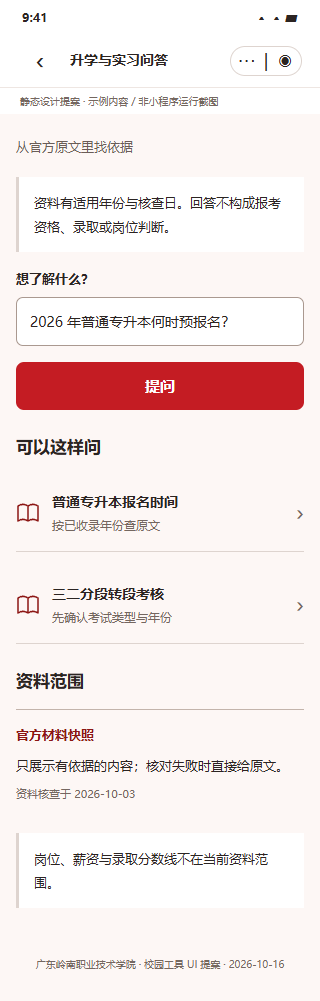 9:41
升学与实习问答
静态设计提案 · 示例内容 / 非小程序运行截图
从官方原文里找依据
资料有适用年份与核查日。回答不构成报考
资格、录取或岗位判断。
想了解什么？
2026 年普通专升本何时预报名？
提问
可以这样问
普通专升本报名时间
按已收录年份查原文
三二分段转段考核
先确认考试类型与年份
资料范围
官方材料快照
只展示有依据的内容；核对失败时直接给原文。
资料核查于 2026-10-03
岗位、薪资与录取分数线不在当前资料范
围。
广东岭南职业技术学院 · 校园工具 UI 提案 · 2026-10-16